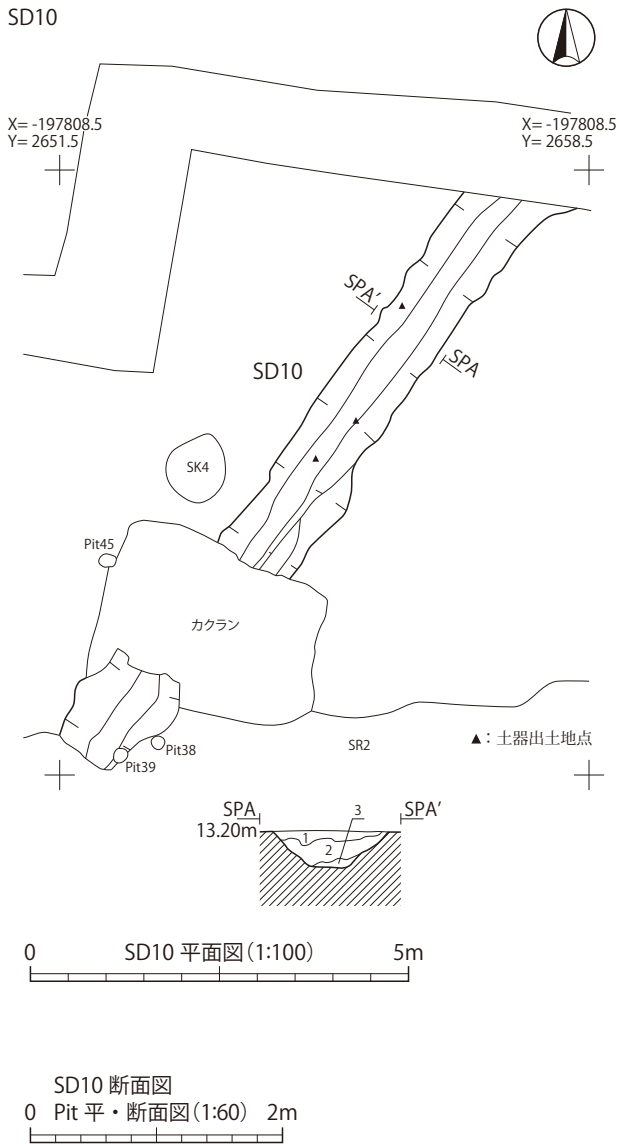 SD10
X= -197808.5
Y= 2651.5
X= -197808.5
Y= 2658.5
SPA’
SPA
SD10
SK4
Pit45
カクラン
SR2
▲：土器出土地点
Pit38
Pit39
SPA 3 SPA’
13.20m
1
2
0 SD10 平面図（1:100） 5m
SD10 断面図
0 Pit 平・断面図（1:60） 2m